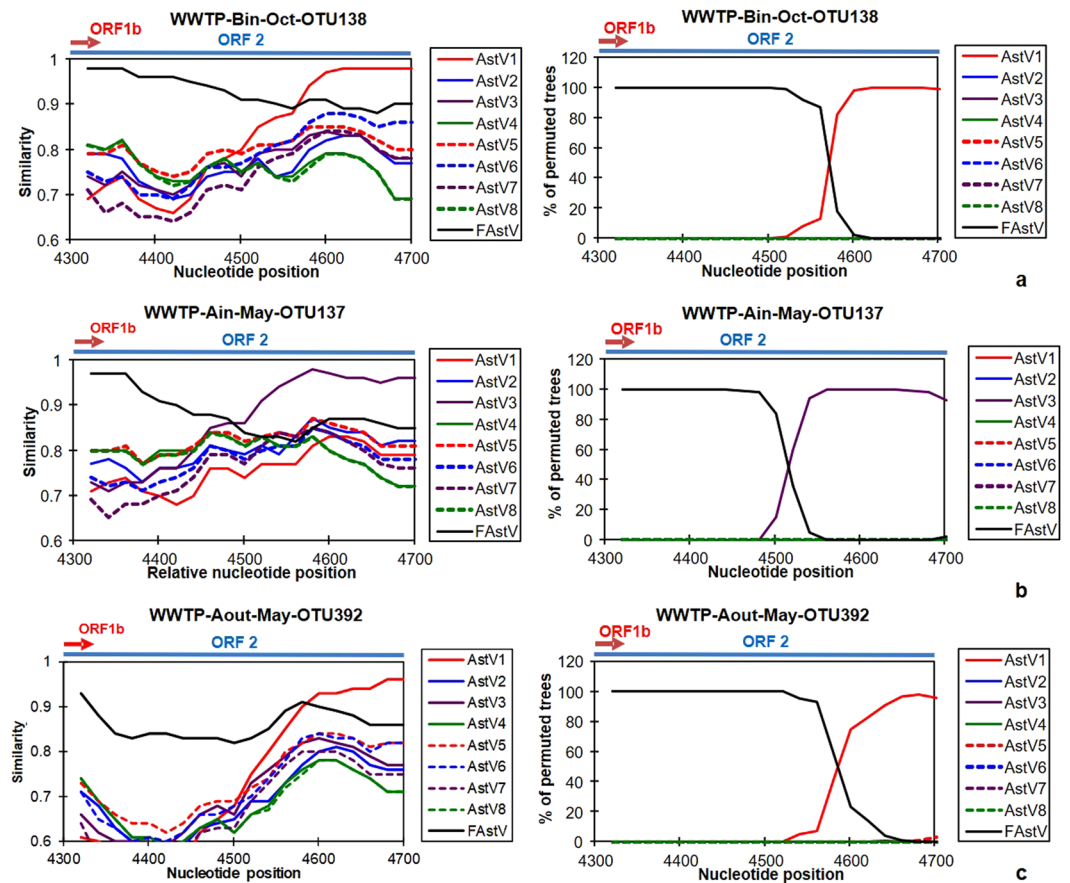 WWTP-Bin-Oct-OTU138
ORF1b
ORF 2
1
0.9
0.8
0.7
0.6
Similarity
4300
4400
4500
4600
4700
Nucleotide position
AstV1
AstV2
AstV3
AstV4
AstV5
AstV6
AstV7
AstV8
FAstV
WWTP-Bin-Oct-OTU138
ORF1b
ORF 2
120
100
80
60
40
20
0
% of permuted trees
4300
4400
4500
4600
4700
Nucleotide position
AstV1
AstV2
AstV3
AstV4
AstV5
AstV6
AstV7
AstV8
FAstV
a
WWTP-Ain-May-OTU137
ORF1b
ORF 2
1
0.9
0.8
0.7
0.6
Similarity
4300
4400
4500
4600
4700
Relative nucleotide position
AstV1
AstV2
AstV3
AstV4
AstV5
AstV6
AstV7
AstV8
FAstV
WWTP-Ain-May-OTU137
ORF1b
ORF 2
120
100
80
60
40
20
0
% of permuted trees
4300
4400
4500
4600
4700
Nucleotide position
AstV1
AstV2
AstV3
AstV4
AstV5
AstV6
AstV7
AstV8
FAstV
b
WWTP-Aout-May-OTU392
ORF1b
ORF 2
1
0.9
0.8
0.7
0.6
Similarity
4300
4400
4500
4600
4700
Nucleotide position
AstV1
AstV2
AstV3
AstV4
AstV5
AstV6
AstV7
AstV8
FAstV
WWTP-Aout-May-OTU392
ORF1b
ORF 2
120
100
80
60
40
20
0
% of permuted trees
4300
4400
4500
4600
4700
Nucleotide position
AstV1
AstV2
AstV3
AstV4
AstV5
AstV6
AstV7
AstV8
FAstV
c